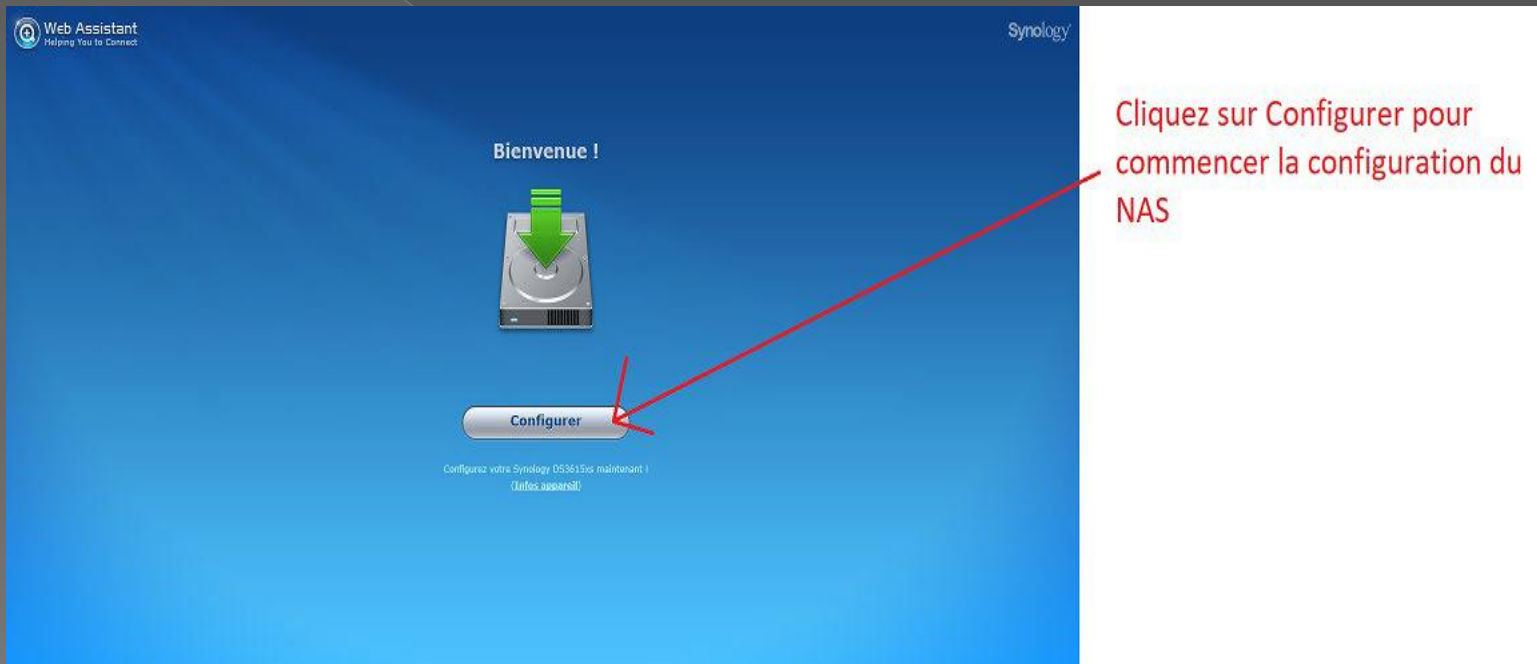 Web Assistant
Helping You to Connect
Synology
Bienvenue !
Configurer
Configurez votre Synology DS3615xs maintenant !
(Infos appareil)
Cliquez sur Configurer pour
commencer la configuration du
NAS